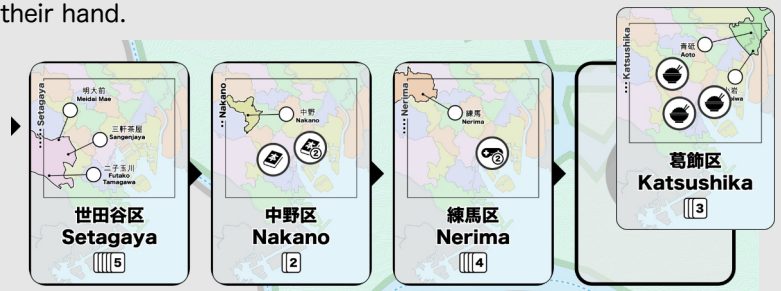 their hand.
Setagaya
明大前
Meidai Mae
三軒茶屋
Sangenjaya
二子玉川
Futako
Tamagawa
世田谷区
Setagaya
5
Nakano
中野
Nakano
2
中野区
Nakano
2
Nerima
練馬
Nerima
2
練馬区
Nerima
4
Katsushika
青砥
Aoto
葛飾区
Katsushika
3